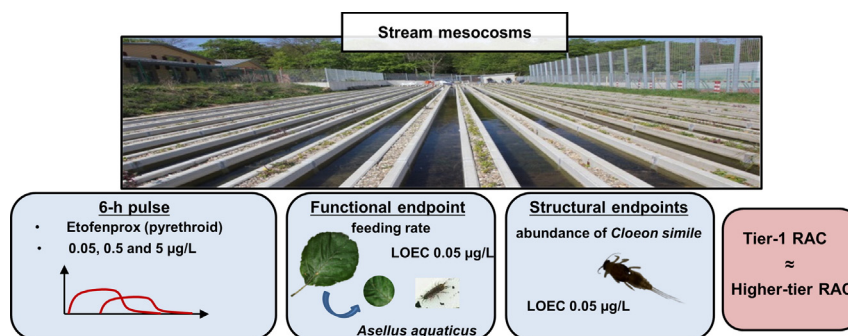 Stream mesocosms
6-h pulse
• Etofenprox (pyrethroid)
• 0.05, 0.5 and 5 µg/L
Functional endpoint
feeding rate
LOEC 0.05 µg/L
Asellus aquaticus
Structural endpoints
abundance of Cloeon simile
LOEC 0.05 µg/L
Tier-1 RAC
≈
Higher-tier RAC